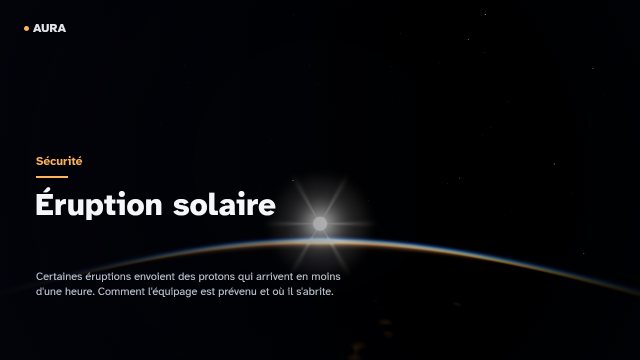 AURA
Sécurité
Éruption solaire
Certaines éruptions envoient des protons qui arrivent en moins
d'une heure. Comment l'équipage est prévenu et où il s'abrite.